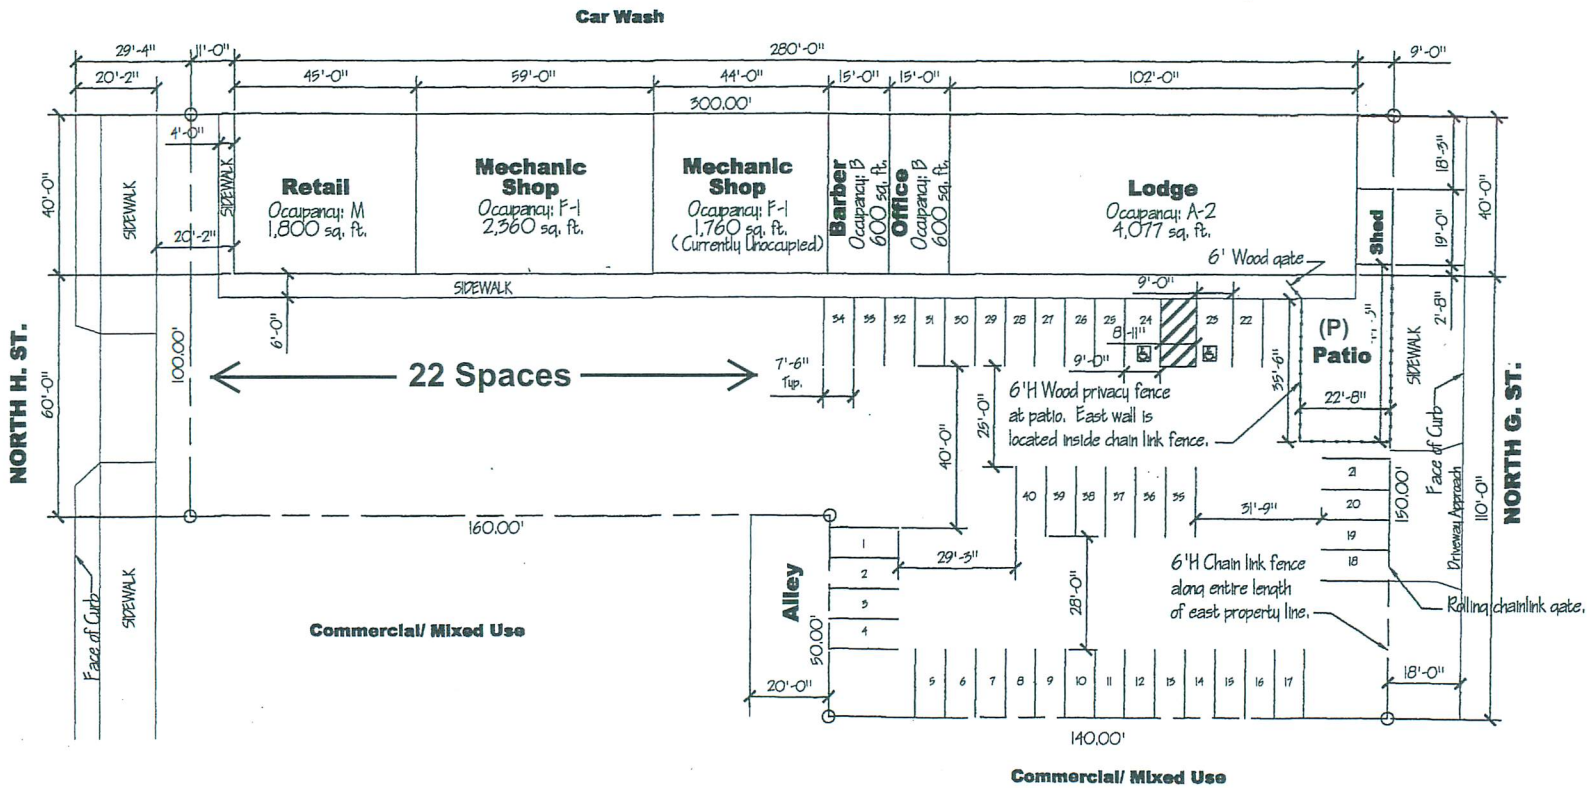 Car Wash
29'-4"
11'-0"
280'-0"
9'-0"
20'-2"
45'-0"
59'-0"
44'-0"
15'-0"
15'-0"
102'-0"
300.00'
4'-0"
40'-0"
SIDEWALK
SIDEWALK
20'-2"
Retail
Occupancy: M
1,800 sq. ft.
Mechanic
Shop
Occupancy: F-1
2,360 sq. ft.
Mechanic
Shop
Occupancy: F-1
1,760 sq. ft.
(Currently Unoccupied)
Barber
Occupancy: B
600 sq. ft.
Office
Occupancy: B
600 sq. ft.
Lodge
Occupancy: A-2
4,077 sq. ft.
Shed
18'-3"
19'-0"
40'-0"
2'-8"
6' Wood gate
9'-0"
SIDEWALK
6'-0"
34
33
32
31
30
29
28
27
26
25
24
23
22
8'-11"
9'-0"
(P)
Patio
22'-8"
35'-6"
SIDEWALK
NORTH H. ST.
60'-0"
100.00'
22 Spaces
7'-6"
Typ.
40'-0"
25'-0"
6'H Wood privacy fence
at patio. East wall is
located inside chain link fence.
Face of Curb
Driveway Approach
110'-0"
150.00'
NORTH G. ST.
40
39
38
37
36
35
31'-9"
21
20
19
18
160.00'
1
2
3
4
29'-3"
28'-0"
6'H Chain link fence
along entire length
of east property line.
Rolling chainlink gate.
Alley
50.00'
20'-0"
Face of Curb
SIDEWALK
Commercial/ Mixed Use
5
6
7
8
9
10
11
12
13
14
15
16
17
18'-0"
140.00'
Commercial/ Mixed Use